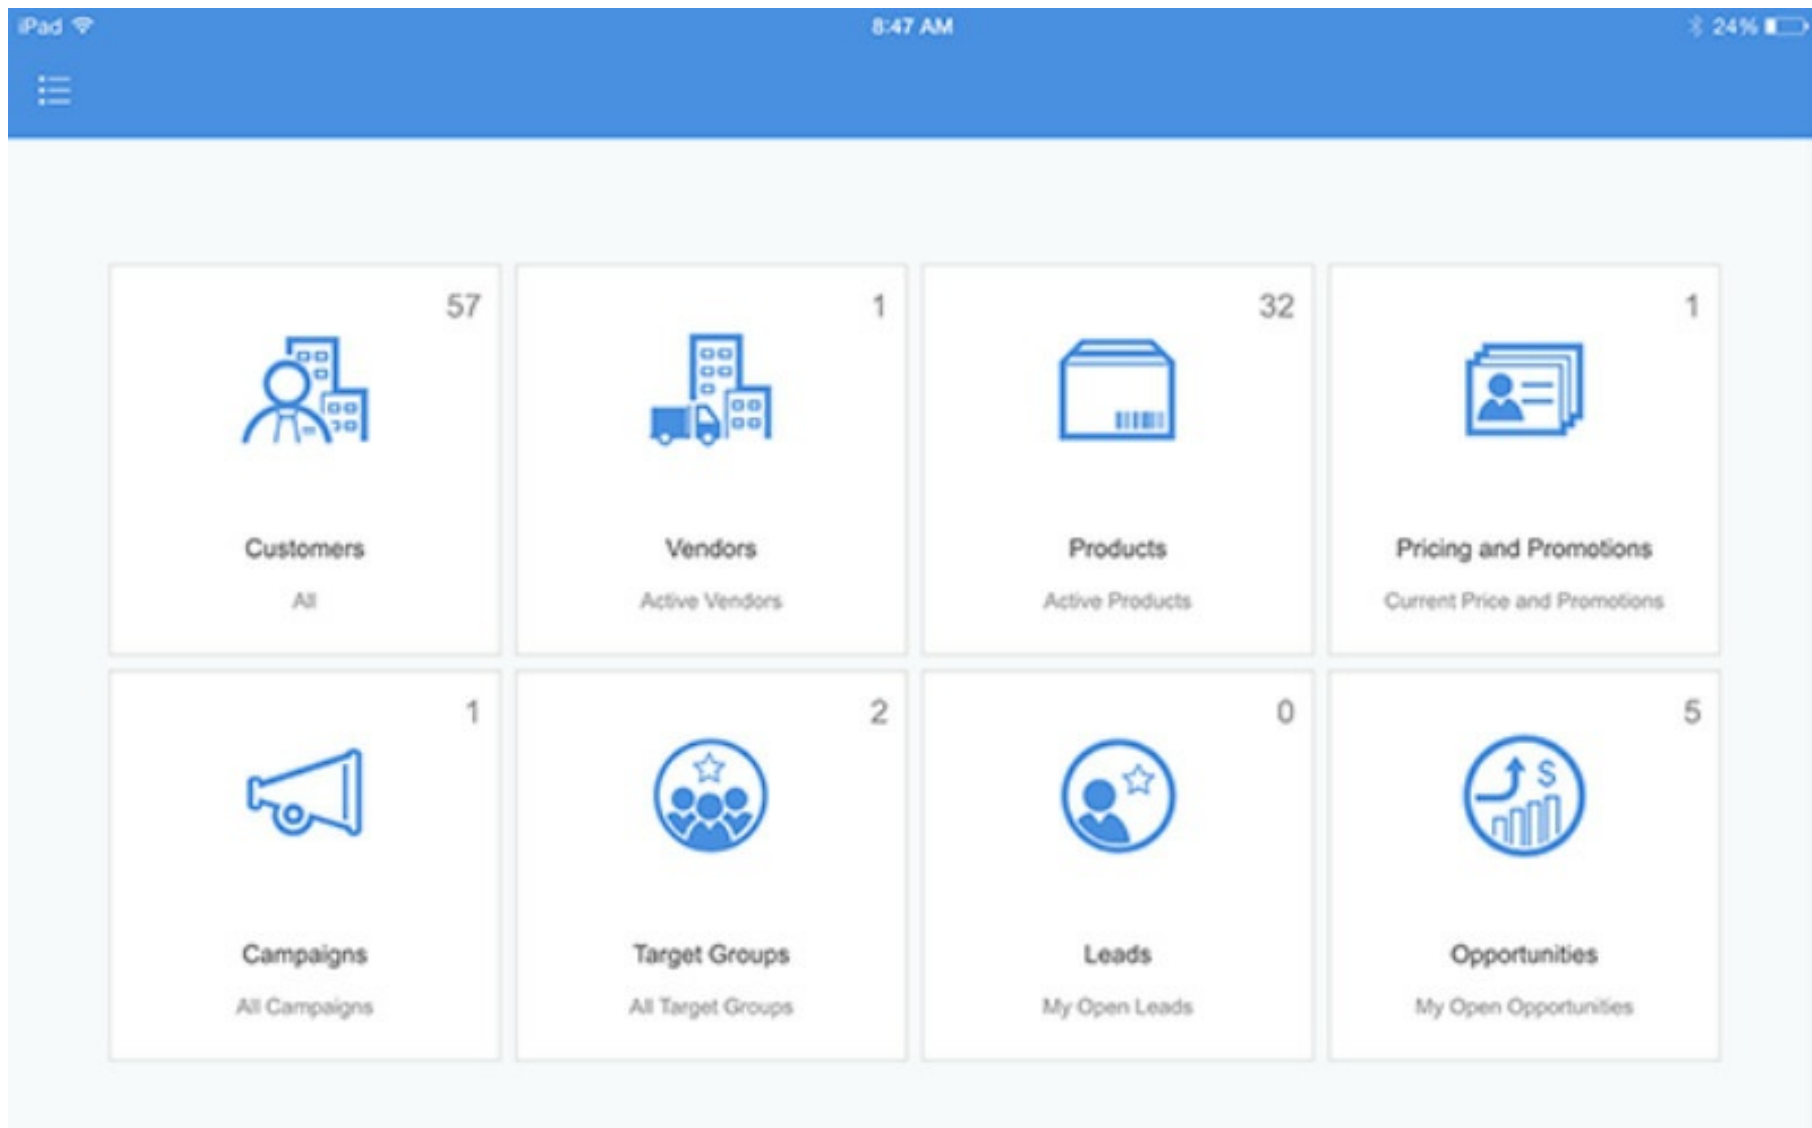 iPad 8:47 AM 24%
57 1 32 1
Customers Vendors Products Pricing and Promotions
All Active Vendors Active Products Current Price and Promotions
1 2 0 5
$
Campaigns Target Groups Leads Opportunities
All Campaigns All Target Groups My Open Leads My Open Opportunities